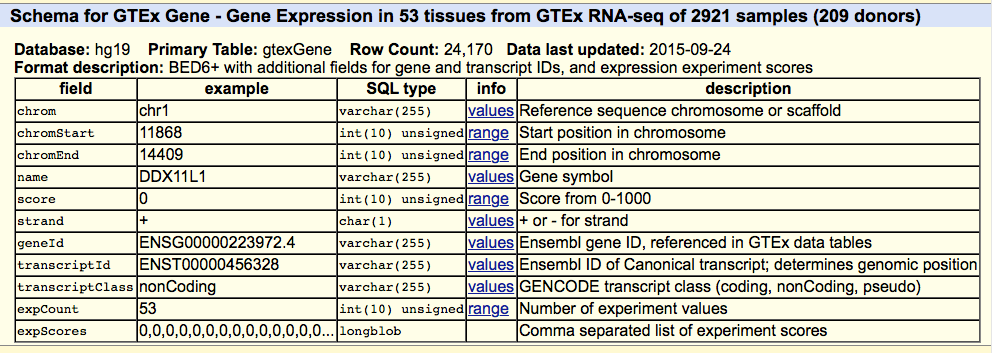 Schema for GTEx Gene - Gene Expression in 53 tissues from GTEx RNA-seq of 2921 samples (209 donors)
Database: hg19 Primary Table: gtexGene Row Count: 24,170 Data last updated: 2015-09-24
Format description: BED6+ with additional fields for gene and transcript IDs, and expression experiment scores
field example SQL type info description
chrom chr1 varchar(255) values Reference sequence chromosome or scaffold
chromStart 11868 int(10) unsigned range Start position in chromosome
chromEnd 14409 int(10) unsigned range End position in chromosome
name DDX11L1 varchar(255) values Gene symbol
score 0 int(10) unsigned range Score from 0-1000
strand + char(1) values + or - for strand
geneId ENSG00000223972.4 varchar(255) values Ensembl gene ID, referenced in GTEx data tables
transcriptId ENST00000456328 varchar(255) values Ensembl ID of Canonical transcript; determines genomic position
transcriptClass nonCoding varchar(255) values GENCODE transcript class (coding, nonCoding, pseudo)
expCount 53 int(10) unsigned range Number of experiment values
expScores 0,0,0,0,0,0,0,0,0,0,0,0,0,0... longblob Comma separated list of experiment scores